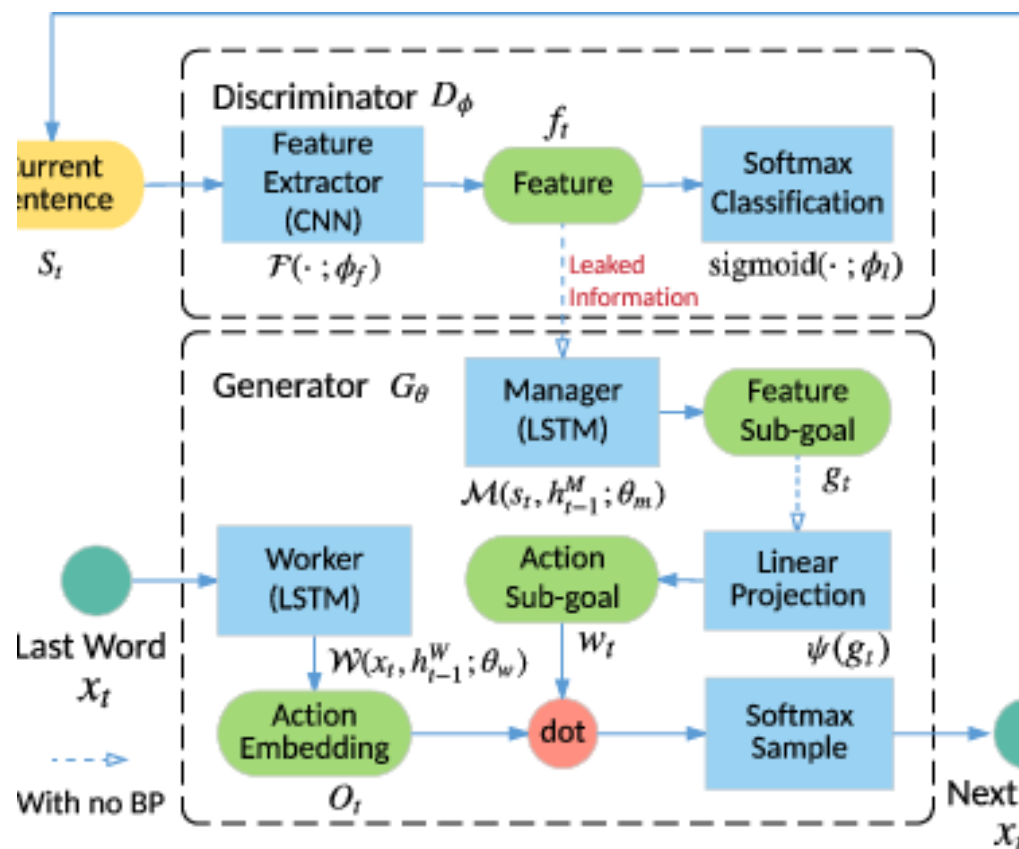 Discriminator D_ϕ
f_t
Feature
Extractor
(CNN)
Feature
Softmax
Classification
S_t
F(· ; ϕ_f)
Leaked
Information
sigmoid(· ; ϕ_l)
Generator G_θ
Manager
(LSTM)
Feature
Sub-goal
M(s_t, h^M_{t−1}; θ_m)
g_t
Worker
(LSTM)
Action
Sub-goal
Linear
Projection
Last Word
x_t
W(x_t, h^W_{t−1}; θ_w)
w_t
ψ(g_t)
Action
Embedding
dot
Softmax
Sample
O_t
With no BP
Next